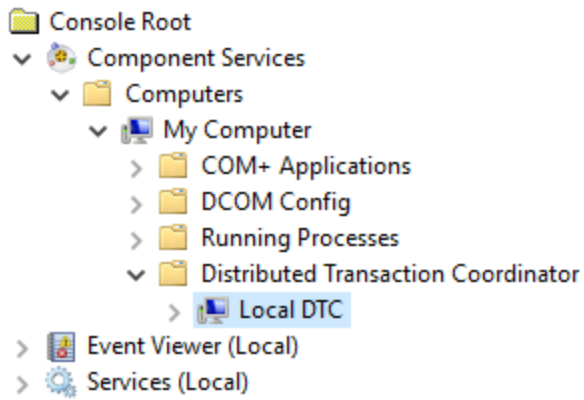 Console Root
Component Services
Computers
My Computer
COM+ Applications
DCOM Config
Running Processes
Distributed Transaction Coordinator
Local DTC
Event Viewer (Local)
Services (Local)